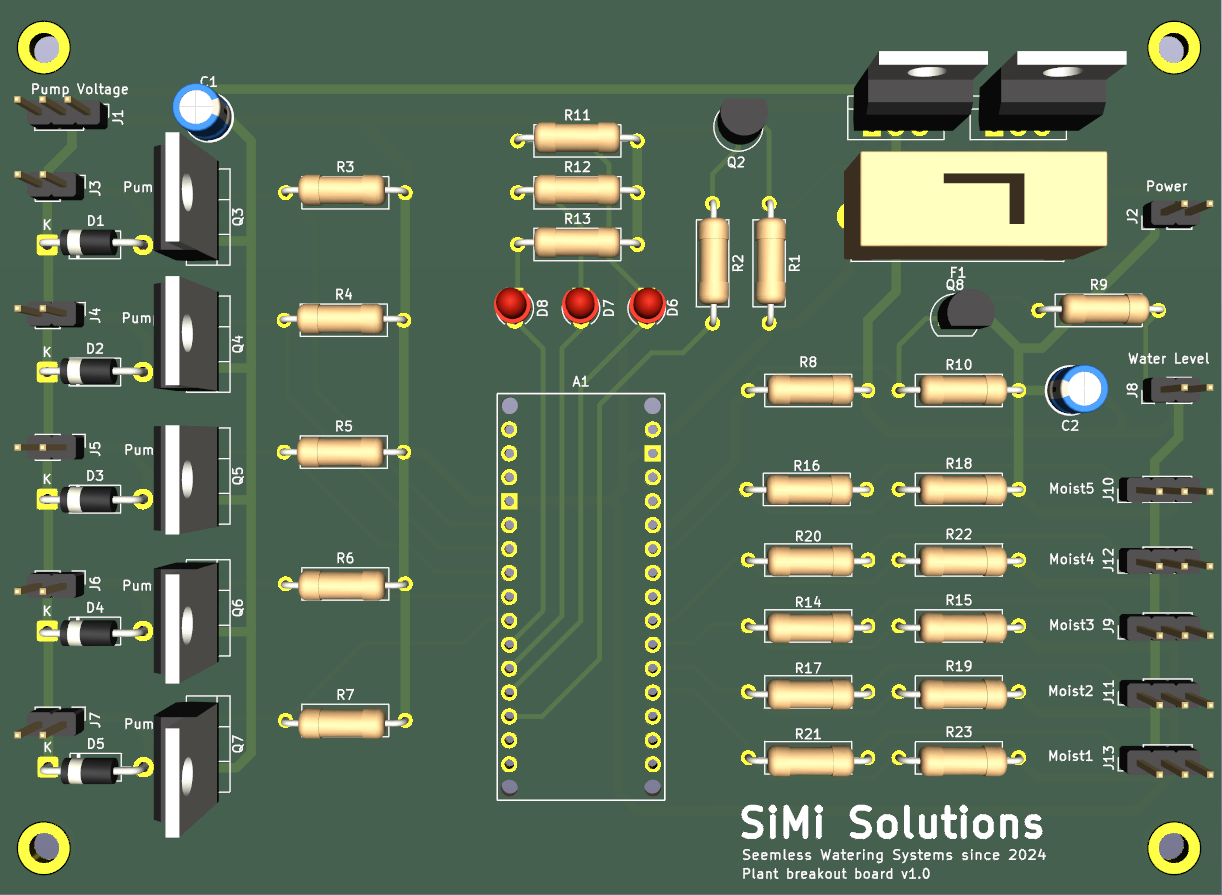 Pump Voltage
C1
J1
R11
Q2
J3
Pum
Q3
R3
R12
Power
J2
K
D1
R13
R2
R1
F1
Q8
R9
J4
Pum
Q4
R4
D8
D7
D6
K
D2
A1
R8
R10
Water Level
J8
C2
J5
Pum
Q5
R5
K
D3
R16
R18
Moist5
J10
R20
R22
Moist4
J12
J6
Pum
Q6
R6
K
D4
R14
R15
Moist3
J9
R17
R19
Moist2
J11
J7
Pum
Q7
R7
K
D5
R21
R23
Moist1
J13
SiMi Solutions
Seemless Watering Systems since 2024
Plant breakout board v1.0